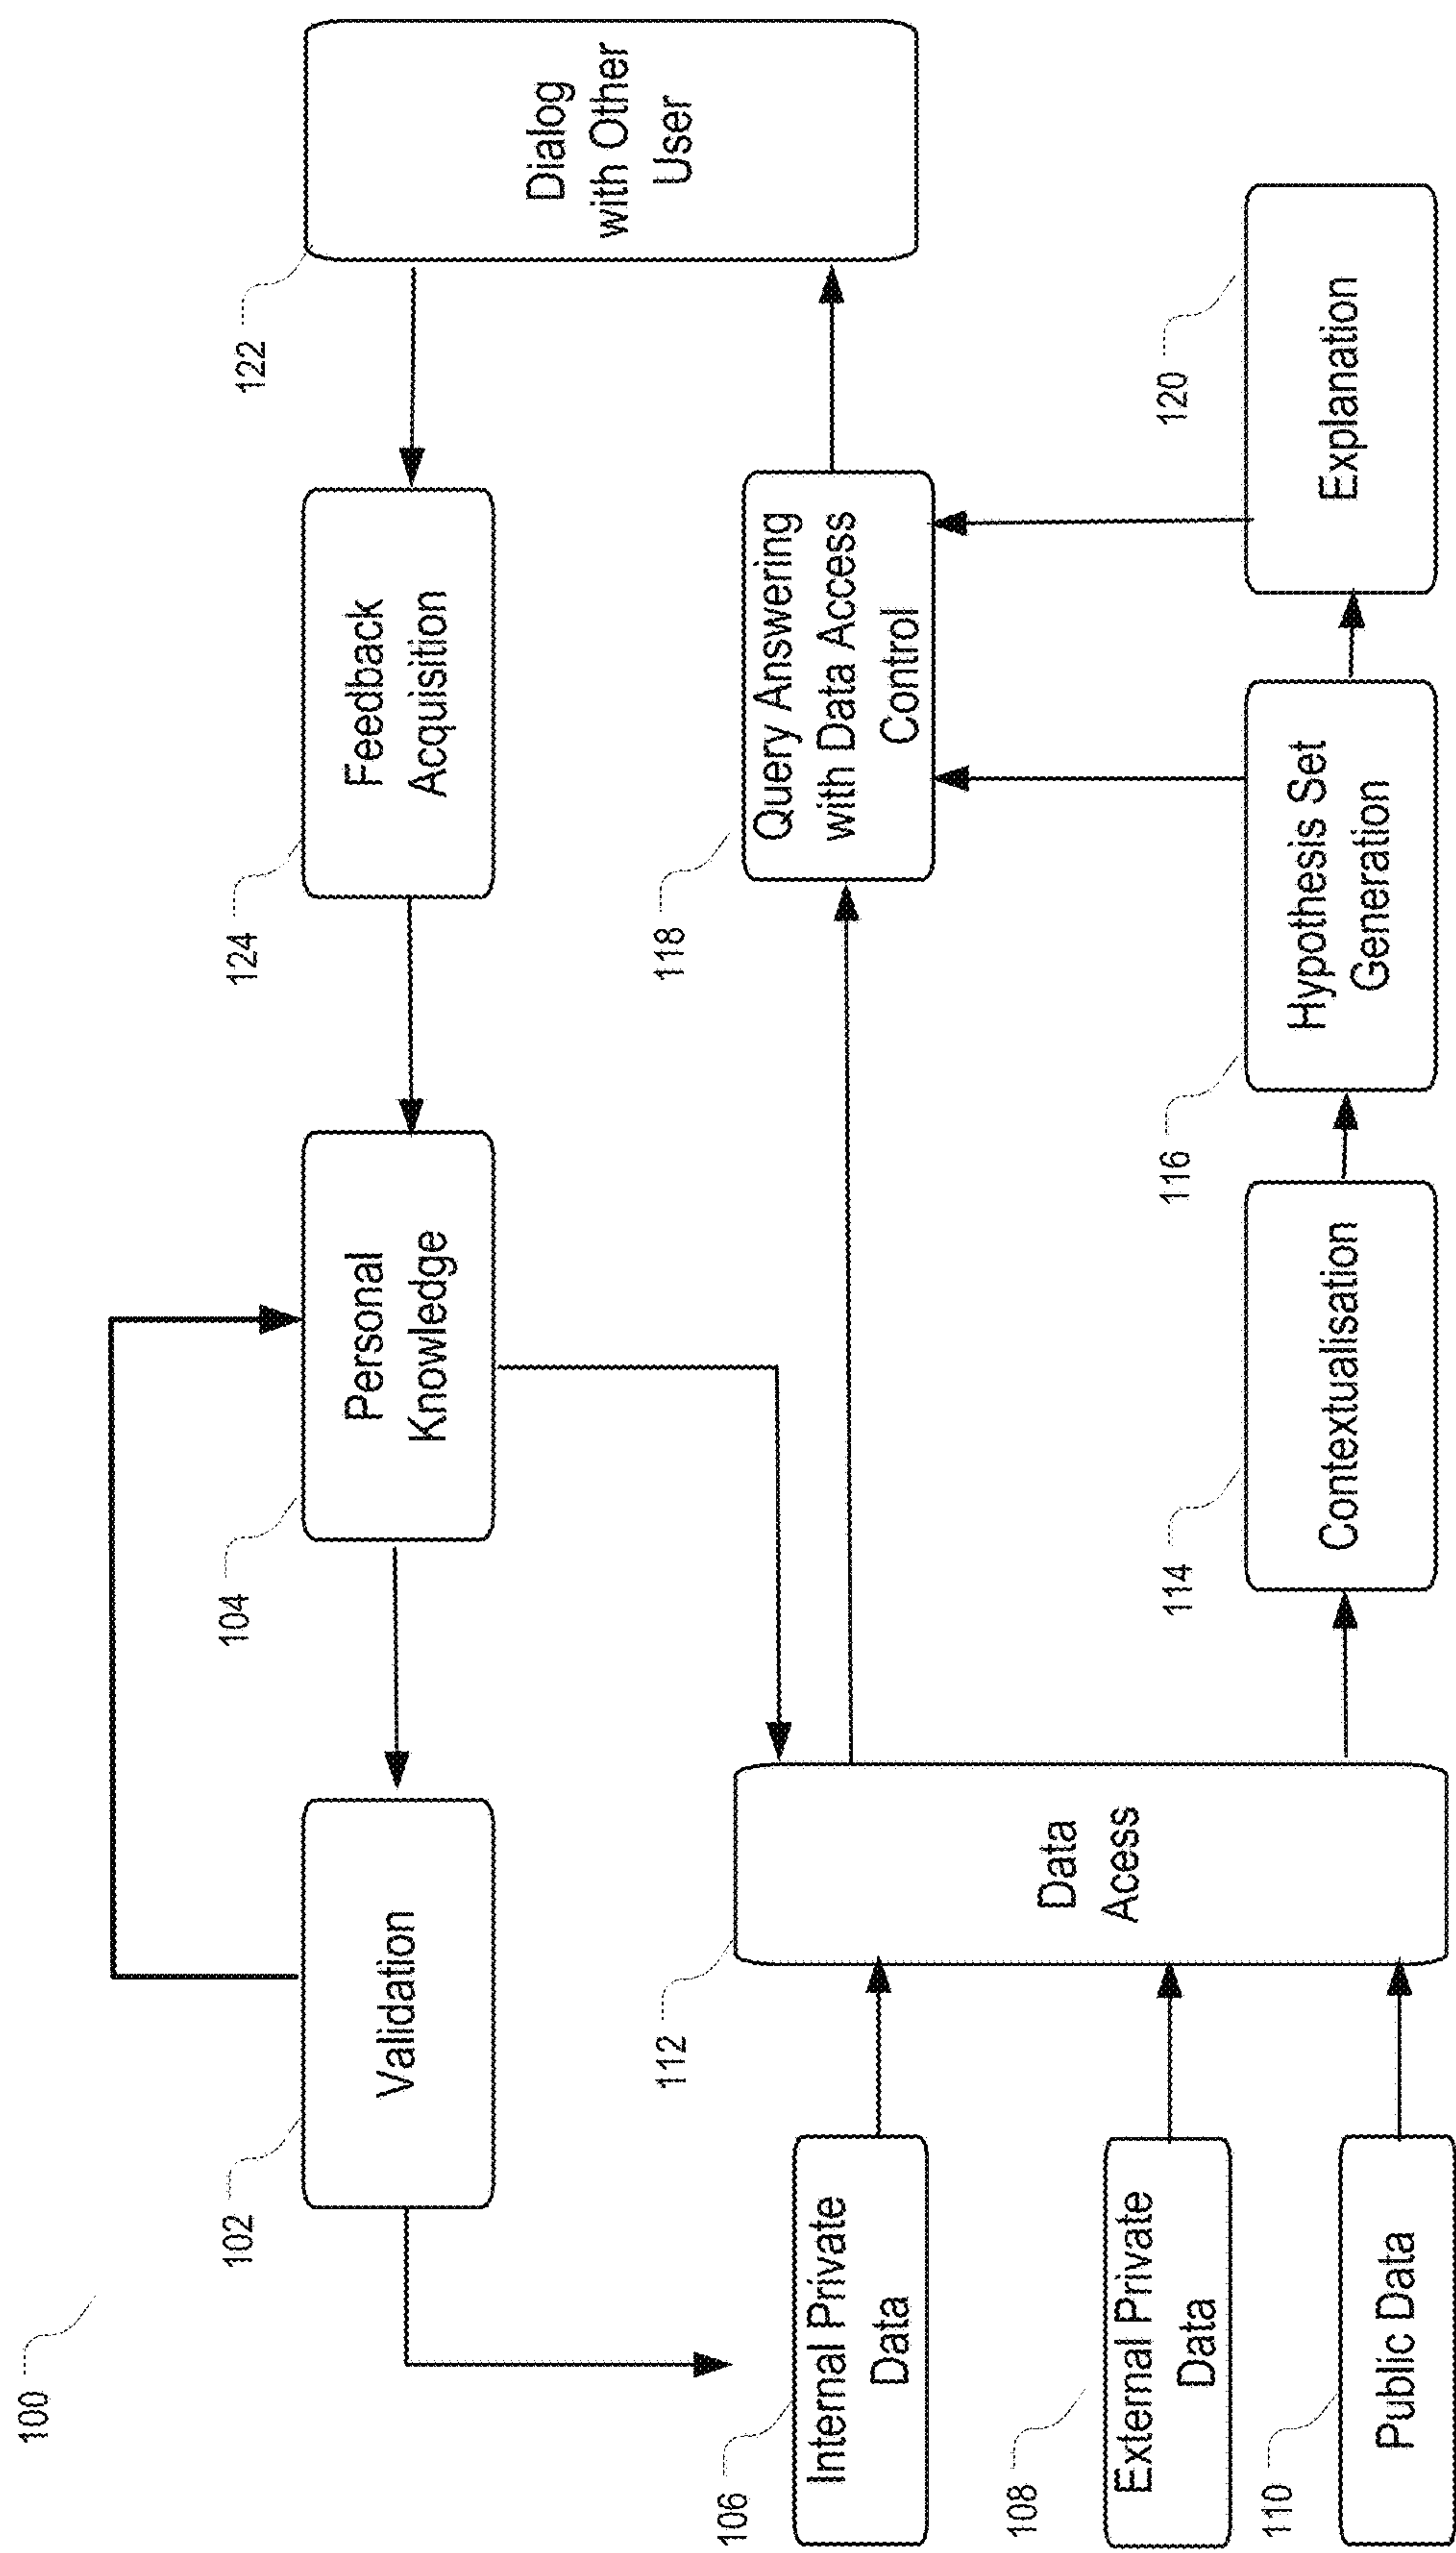 100
102
Validation
104
Personal
Knowledge
124
Feedback
Acquisition
122
Dialog
with Other
User
106
Internal Private
Data
108
External Private
Data
110
Public Data
112
Data
Acess
118
Query Answering
with Data Access
Control
114
Contextualisation
116
Hypothesis Set
Generation
120
Explanation